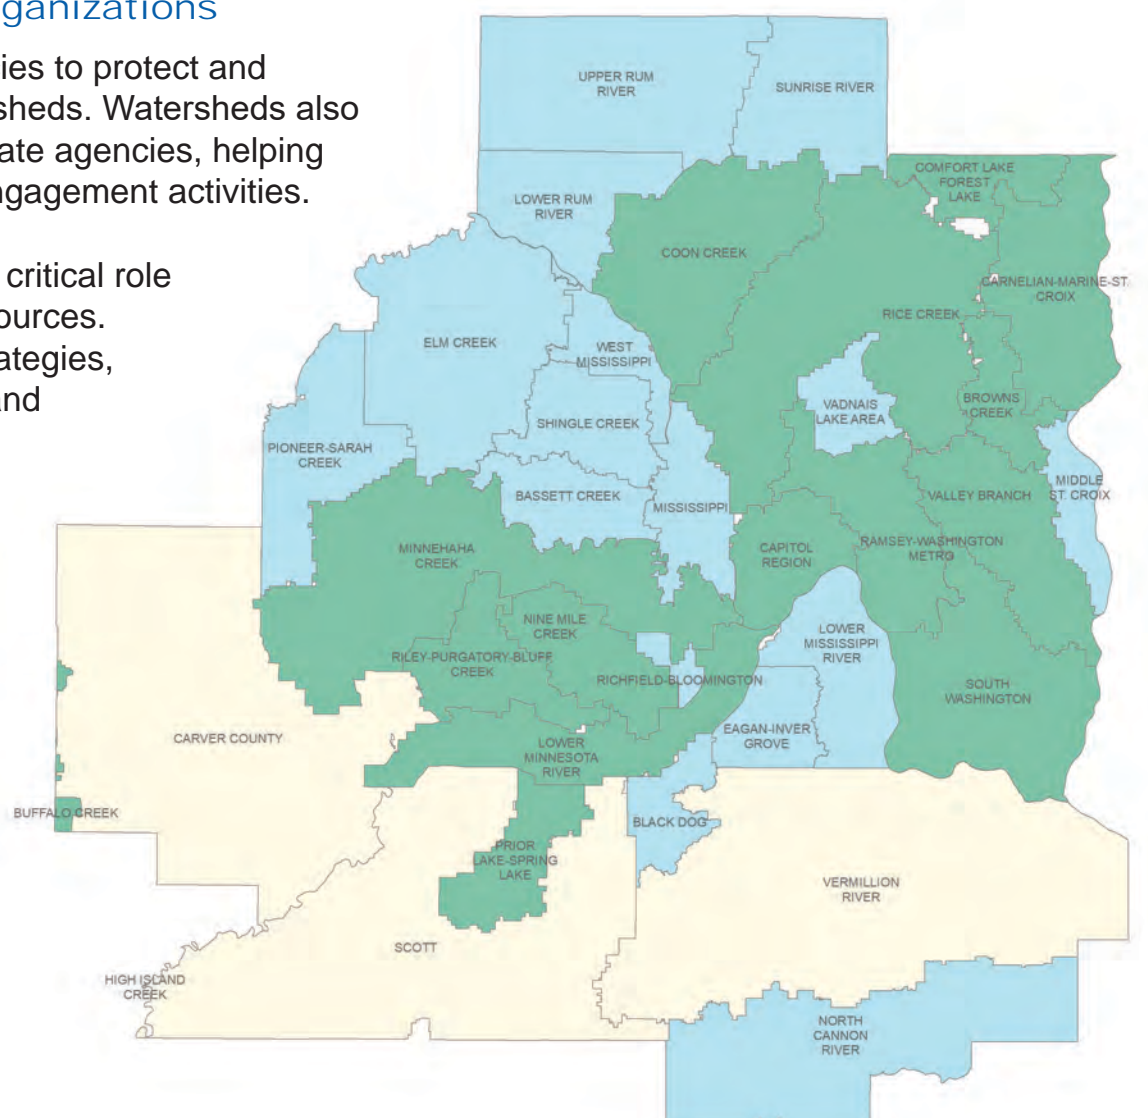 ganizations
ies to protect and
sheds. Watersheds also
ate agencies, helping
ngagement activities.
critical role
ources.
ategies,
and
UPPER RUM
RIVER
SUNRISE RIVER
COMFORT LAKE
FOREST
LAKE
LOWER RUM
RIVER
COON CREEK
CARNELIAN-MARINE-ST.
CROIX
RICE CREEK
ELM CREEK
WEST
MISSISSIPPI
VADNAIS
LAKE AREA
BROWNS
CREEK
SHINGLE CREEK
PIONEER-SARAH
CREEK
BASSETT CREEK
MISSISSIPPI
VALLEY BRANCH
MIDDLE
ST. CROIX
MINNEHAHA
CREEK
CAPITOL
REGION
RAMSEY-WASHINGTON
METRO
NINE MILE
CREEK
LOWER
MISSISSIPPI
RIVER
RILEY-PURGATORY-BLUFF
CREEK
RICHFIELD-BLOOMINGTON
SOUTH
WASHINGTON
CARVER COUNTY
LOWER
MINNESOTA
RIVER
EAGAN-INVER
GROVE
BUFFALO CREEK
BLACK DOG
PRIOR
LAKE-SPRING
LAKE
VERMILLION
RIVER
SCOTT
HIGH ISLAND
CREEK
NORTH
CANNON
RIVER